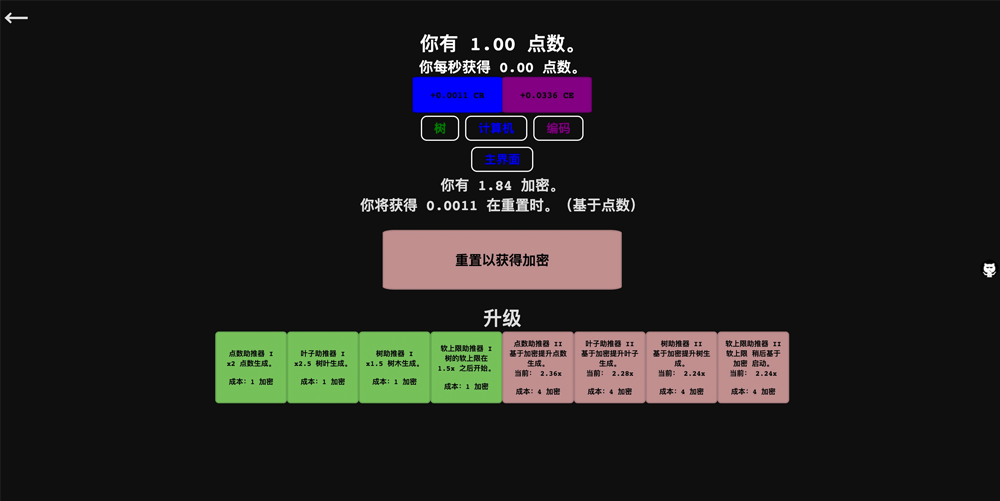 你有 1.00 点数。
你每秒获得 0.00 点数。
+0.0011 CR
+0.0336 CE
树
计算机
编码
主界面
你有 1.84 加密。
你将获得 0.0011 在重置时。（基于点数）
重置以获得加密
升级
点数助推器 I
x2 点数生成。
成本: 1 加密
叶子助推器 I
x2.5 树叶生成。
成本: 1 加密
树助推器 I
x1.5 树木生成。
成本: 1 加密
软上限助推器 I
树的软上限在
1.5x 之后开始。
成本: 1 加密
点数助推器 II
基于加密提升点数
生成。
当前: 2.36x
成本: 4 加密
叶子助推器 II
基于加密提升叶子
生成。
当前: 2.28x
成本: 4 加密
树助推器 II
基于加密提升树生
成。
当前: 2.24x
成本: 4 加密
软上限助推器 II
软上限 稍后基于
加密 启动。
当前: 2.24x
成本: 4 加密